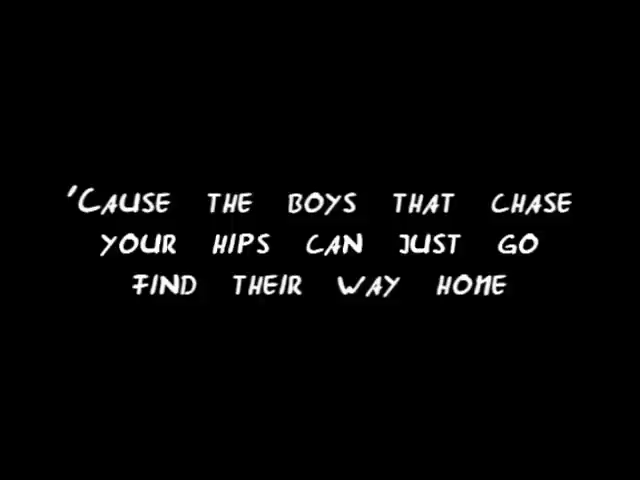 'Cause the boys that chase
your hips can just go
find their way home